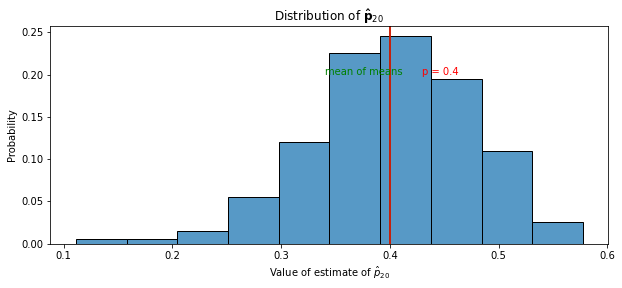 Distribution of p̂₂₀
0.25
0.20
0.15
0.10
0.05
0.00
Probability
mean of means
p = 0.4
0.1 0.2 0.3 0.4 0.5 0.6
Value of estimate of p̂₂₀